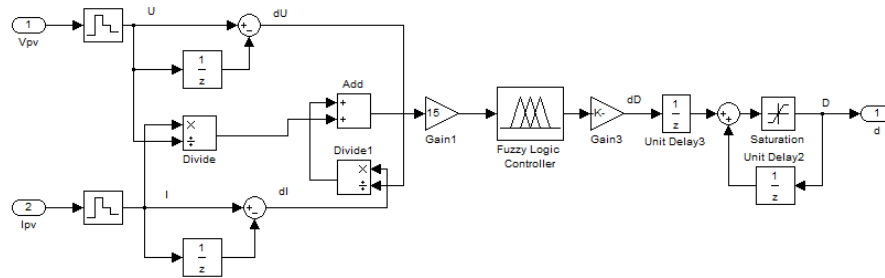 1
Vpv
U
dU
1
z
Add
+
+
15
Gain1
Fuzzy Logic
Controller
K-
Gain3
dD
1
z
Unit Delay3
+
+
Saturation
D
1
d
Unit Delay2
1
z
×
÷
Divide
Divide1
×
÷
2
Ipv
I
dI
+
-
1
z
+
-